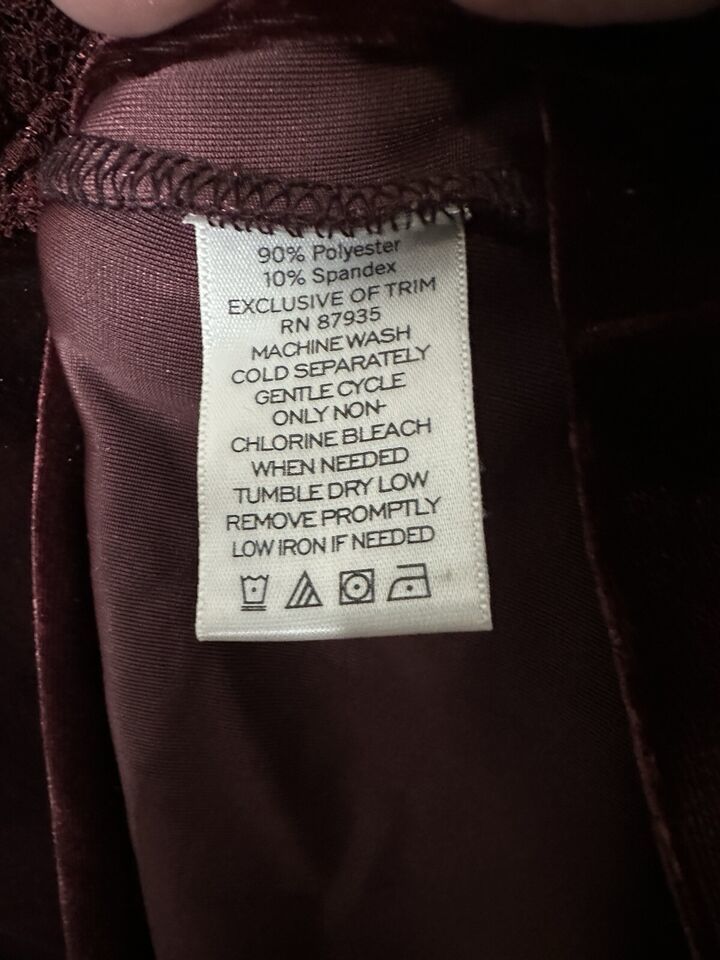 90% Polyester
10% Spandex
EXCLUSIVE OF TRIM
RN 87935
MACHINE WASH
COLD SEPARATELY
GENTLE CYCLE
ONLY NON-
CHLORINE BLEACH
WHEN NEEDED
TUMBLE DRY LOW
REMOVE PROMPTLY
LOW IRON IF NEEDED